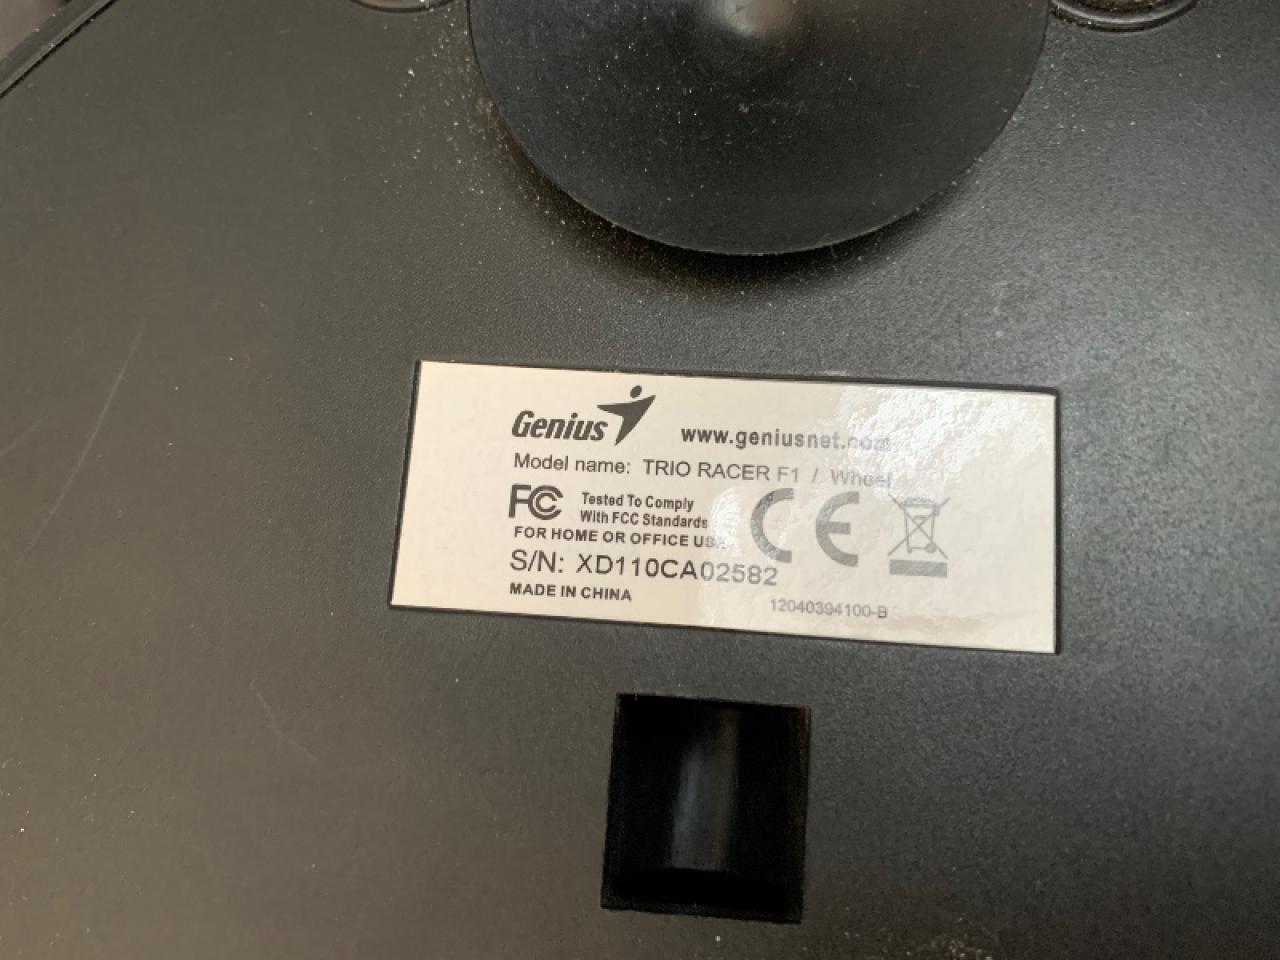 Genius
www.geniusnet.com
Model name: TRIO RACER F1 / Wheel
FC Tested To Comply
With FCC Standards
FOR HOME OR OFFICE USE
CE
S/N: XD110CA02582
MADE IN CHINA
12040394100-B